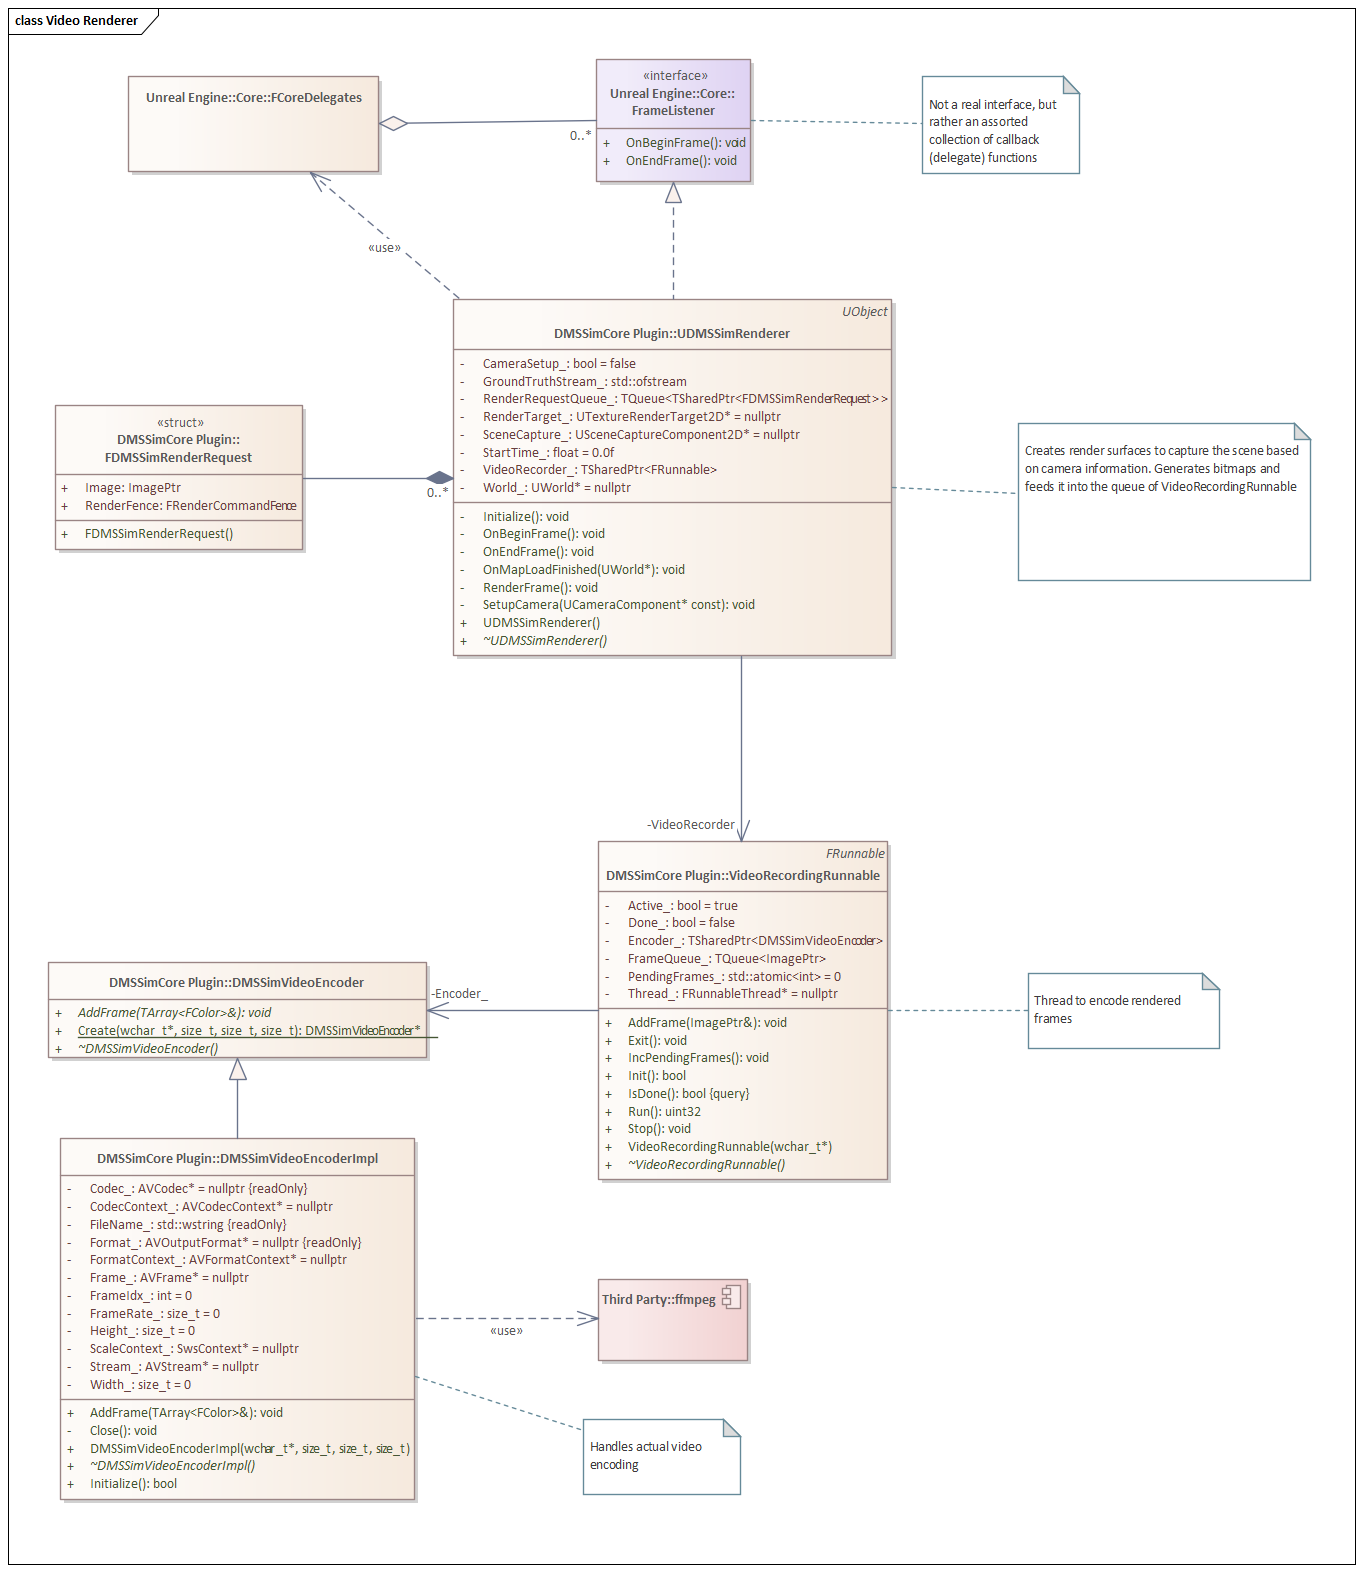 class Video Renderer
Unreal Engine::Core::FCoreDelegates
«interface»
Unreal Engine::Core::
FrameListener
+ OnBeginFrame(): void
+ OnEndFrame(): void
0..*
Not a real interface, but
rather an assorted
collection of callback
(delegate) functions
«use»
UObject
DMSSimCore Plugin::UDMSSimRenderer
- CameraSetup_: bool = false
- GroundTruthStream_: std::ofstream
- RenderRequestQueue_: TQueue<TSharedPtr<FDMSSimRenderRequest>>
- RenderTarget_: UTextureRenderTarget2D* = nullptr
- SceneCapture_: USceneCaptureComponent2D* = nullptr
- StartTime_: float = 0.0f
- VideoRecorder_: TSharedPtr<FRunnable>
- World_: UWorld* = nullptr
- Initialize(): void
- OnBeginFrame(): void
- OnEndFrame(): void
- OnMapLoadFinished(UWorld*): void
- RenderFrame(): void
- SetupCamera(UCameraComponent* const): void
+ UDMSSimRenderer()
+ ~UDMSSimRenderer()
«struct»
DMSSimCore Plugin::
FDMSSimRenderRequest
+ Image: ImagePtr
+ RenderFence: FRenderCommandFence
+ FDMSSimRenderRequest()
0..*
Creates render surfaces to capture the scene based
on camera information. Generates bitmaps and
feeds it into the queue of VideoRecordingRunnable
-VideoRecorder
FRunnable
DMSSimCore Plugin::VideoRecordingRunnable
- Active_: bool = true
- Done_: bool = false
- Encoder_: TSharedPtr<DMSSimVideoEncoder>
- FrameQueue_: TQueue<ImagePtr>
- PendingFrames_: std::atomic<int> = 0
- Thread_: FRunnableThread* = nullptr
+ AddFrame(ImagePtr&): void
+ Exit(): void
+ IncPendingFrames(): void
+ Init(): bool
+ IsDone(): bool {query}
+ Run(): uint32
+ Stop(): void
+ VideoRecordingRunnable(wchar_t*)
+ ~VideoRecordingRunnable()
Thread to encode rendered
frames
-Encoder_
DMSSimCore Plugin::DMSSimVideoEncoder
+ AddFrame(TArray<FColor>&): void
+ Create(wchar_t*, size_t, size_t, size_t): DMSSimVideoEncoder*
+ ~DMSSimVideoEncoder()
DMSSimCore Plugin::DMSSimVideoEncoderImpl
- Codec_: AVCodec* = nullptr {readOnly}
- CodecContext_: AVCodecContext* = nullptr
- FileName_: std::wstring {readOnly}
- Format_: AVOutputFormat* = nullptr {readOnly}
- FormatContext_: AVFormatContext* = nullptr
- Frame_: AVFrame* = nullptr
- FrameIdx_: int = 0
- FrameRate_: size_t = 0
- Height_: size_t = 0
- ScaleContext_: SwsContext* = nullptr
- Stream_: AVStream* = nullptr
- Width_: size_t = 0
+ AddFrame(TArray<FColor>&): void
- Close(): void
+ DMSSimVideoEncoderImpl(wchar_t*, size_t, size_t, size_t)
+ ~DMSSimVideoEncoderImpl()
+ Initialize(): bool
«use»
Third Party::ffmpeg
Handles actual video
encoding